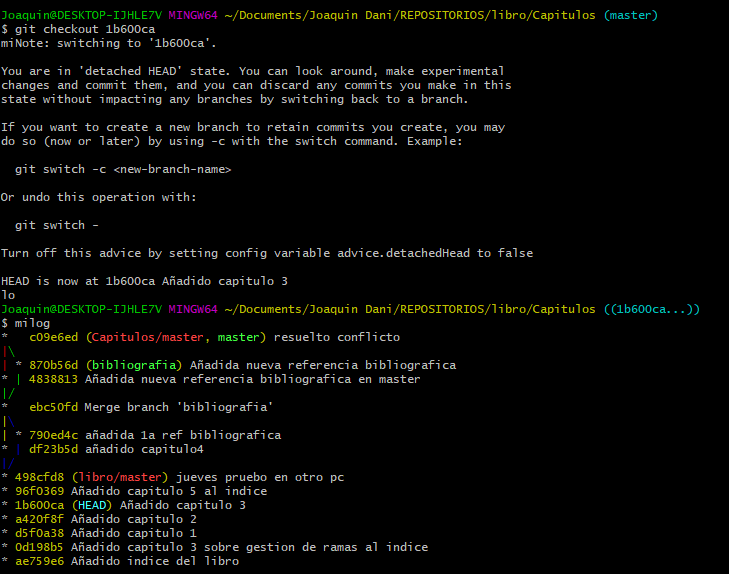 Joaquin@DESKTOP-IJHLE7V MINGW64 ~/Documents/Joaquin Dani/REPOSITORIOS/libro/Capitulos (master)
$ git checkout 1b600ca
miNote: switching to '1b600ca'.

You are in 'detached HEAD' state. You can look around, make experimental
changes and commit them, and you can discard any commits you make in this
state without impacting any branches by switching back to a branch.

If you want to create a new branch to retain commits you create, you may
do so (now or later) by using -c with the switch command. Example:

  git switch -c <new-branch-name>

Or undo this operation with:

  git switch -

Turn off this advice by setting config variable advice.detachedHead to false

HEAD is now at 1b600ca Añadido capitulo 3
lo
Joaquin@DESKTOP-IJHLE7V MINGW64 ~/Documents/Joaquin Dani/REPOSITORIOS/libro/Capitulos ((1b600ca...))
$ milog
*   c09e6ed (Capitulos/master, master) resuelto conflicto
|\
| * 870b56d (bibliografia) Añadida nueva referencia bibliografica
* | 4838813 Añadida nueva referencia bibliografica en master
|/
*   ebc50fd Merge branch 'bibliografia'
|\
| * 790ed4c añadida 1a ref bibliografica
* | df23b5d añadido capitulo4
|/
* 498cfd8 (libro/master) jueves pruebo en otro pc
* 96f0369 Añadido capitulo 5 al indice
* 1b600ca (HEAD) Añadido capitulo 3
* a420f8f Añadido capitulo 2
* d5f0a38 Añadido capitulo 1
* 0d198b5 Añadido capitulo 3 sobre gestion de ramas al indice
* ae759e6 Añadido indice del libro